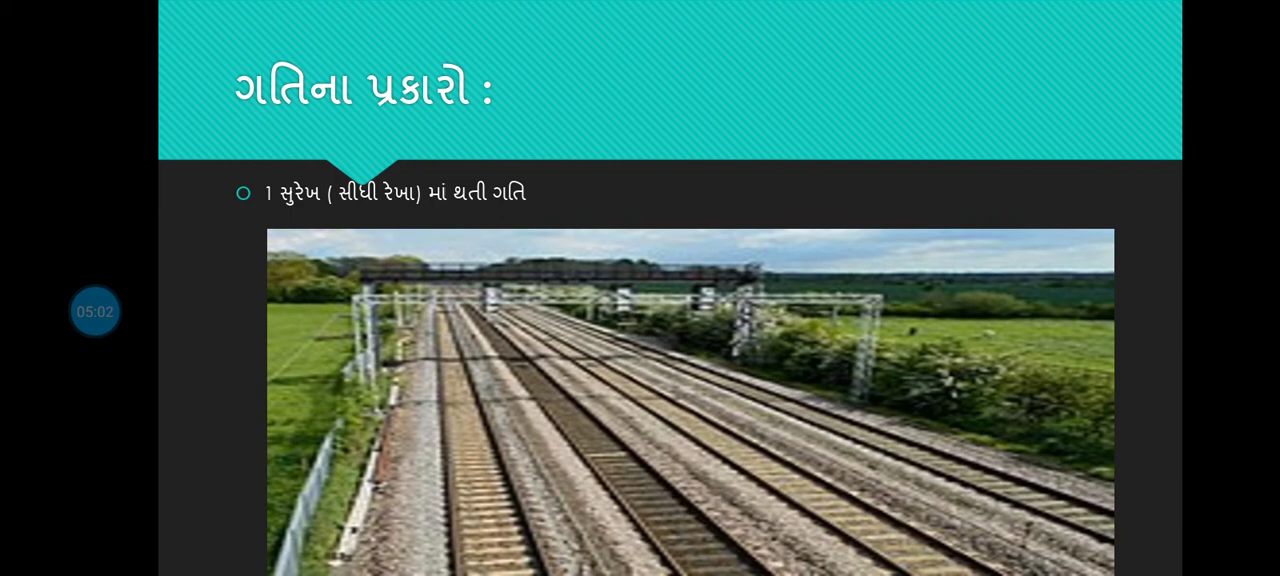 ગતિના પ્રકારો :
1 સુરેખ ( સીધી રેખા) માં થતી ગતિ
05:02